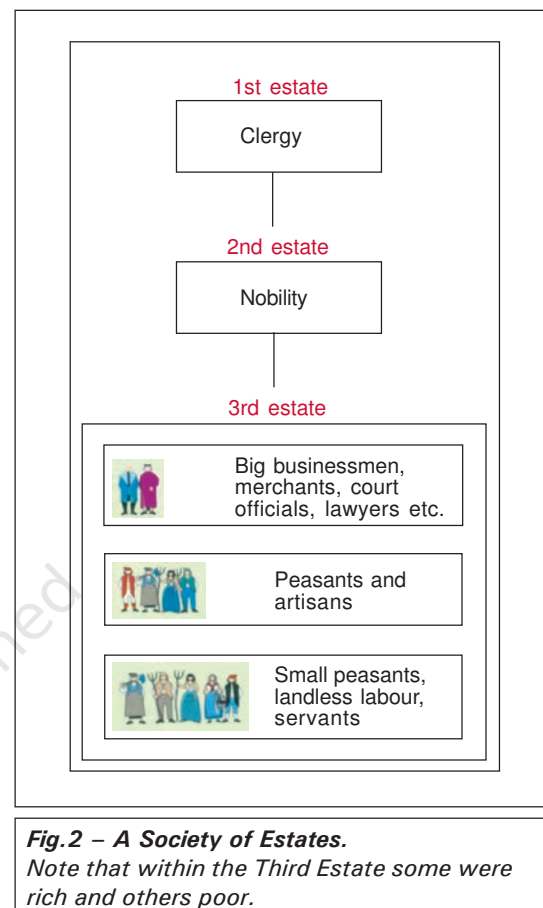 1st estate
Clergy
2nd estate
Nobility
3rd estate
Big businessmen,
merchants, court
officials, lawyers etc.
Peasants and
artisans
Small peasants,
landless labour,
servants
Fig.2 – A Society of Estates.
Note that within the Third Estate some were
rich and others poor.